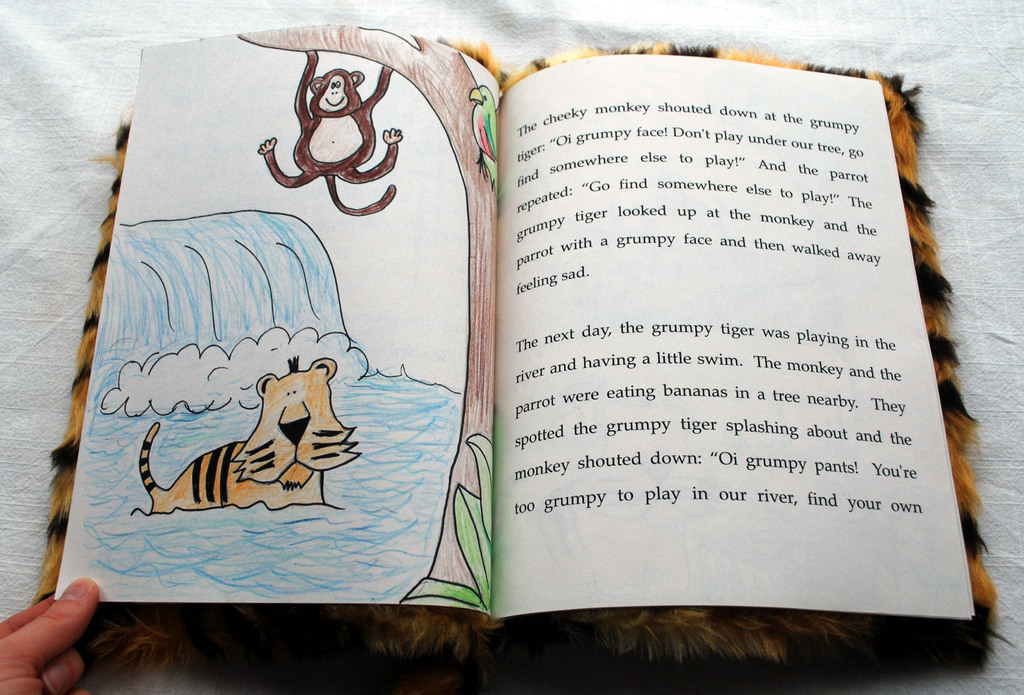 The cheeky monkey shouted down at the grumpy
tiger: “Oi grumpy face! Don't play under our tree, go
find somewhere else to play!” And the parrot
repeated: “Go find somewhere else to play!” The
grumpy tiger looked up at the monkey and the
parrot with a grumpy face and then walked away
feeling sad.
The next day, the grumpy tiger was playing in the
river and having a little swim. The monkey and the
parrot were eating bananas in a tree nearby. They
spotted the grumpy tiger splashing about and the
monkey shouted down: “Oi grumpy pants! You're
too grumpy to play in our river, find your own